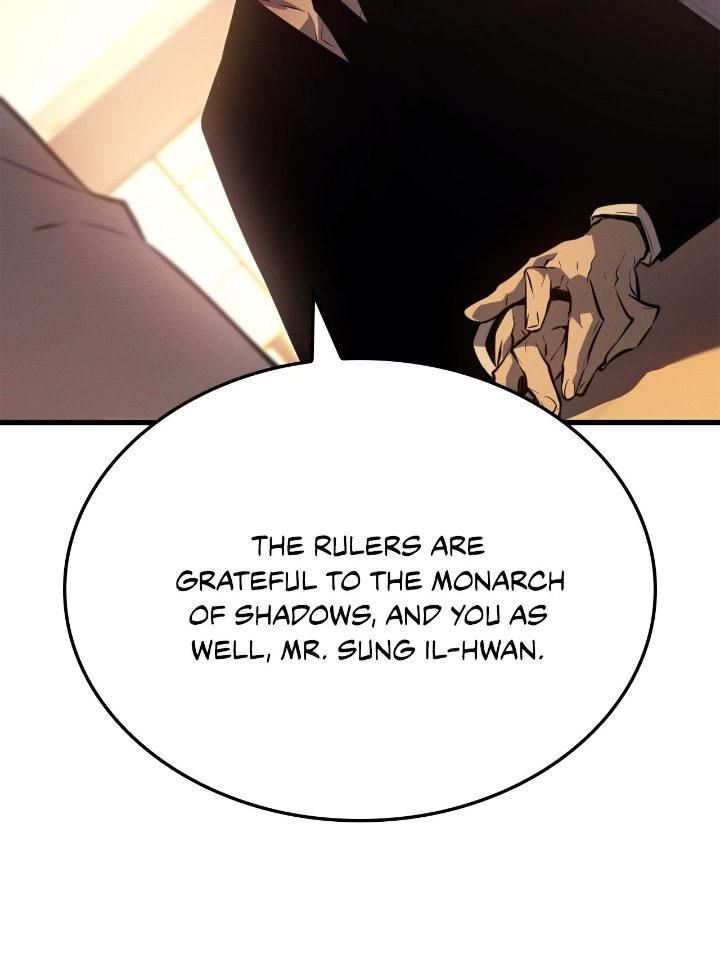 THE RULERS ARE
GRATEFUL TO THE MONARCH
OF SHADOWS, AND YOU AS
WELL, MR. SUNG IL-HWAN.